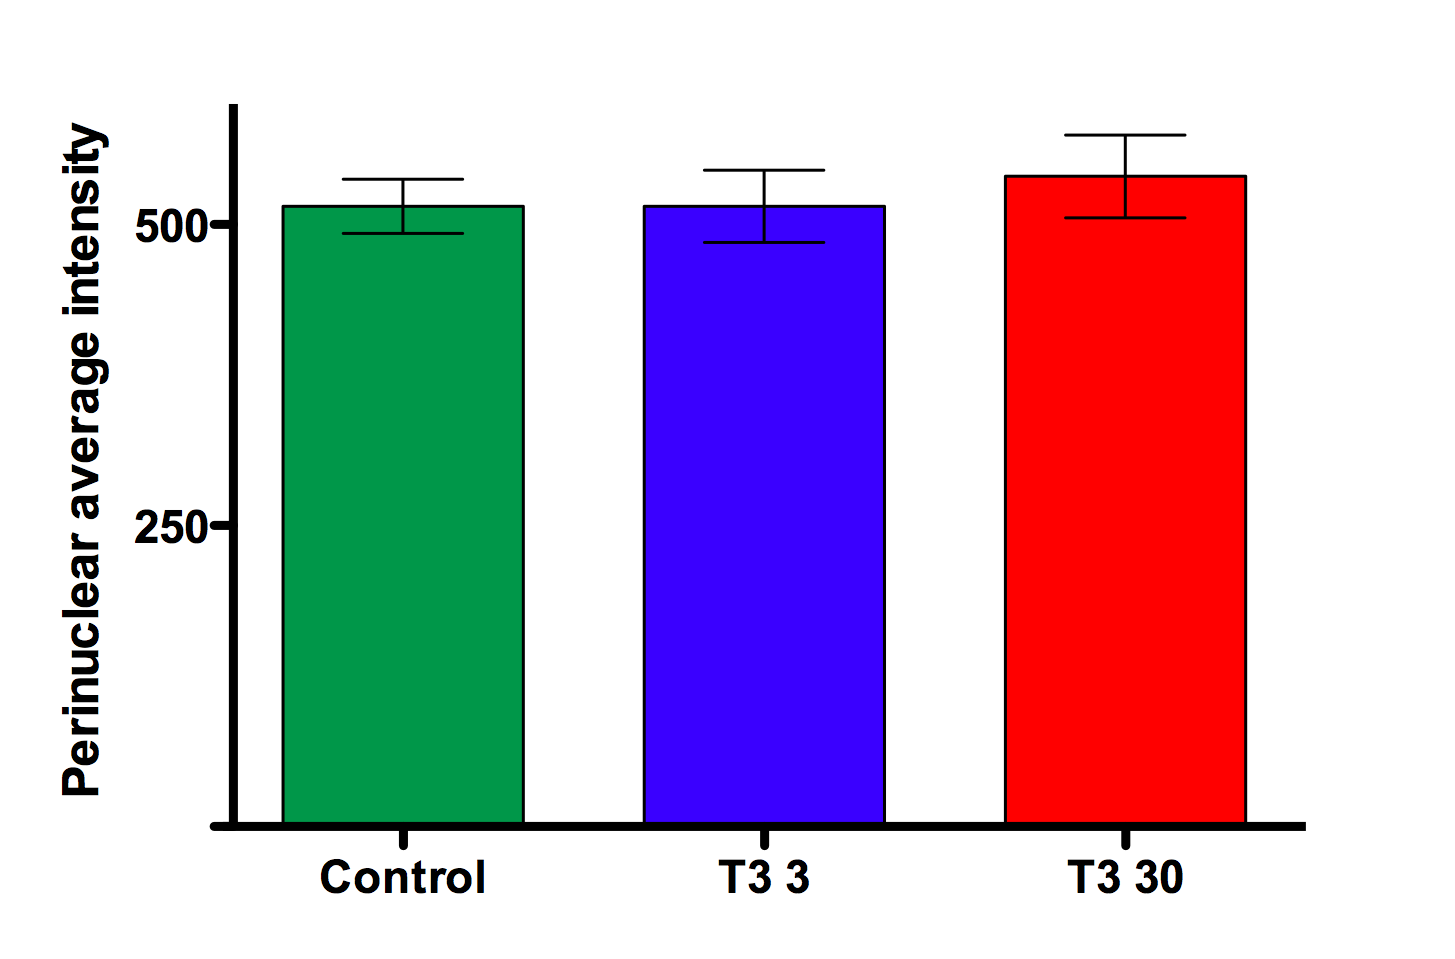 Perinuclear average intensity
500
250
Control
T3 3
T3 30